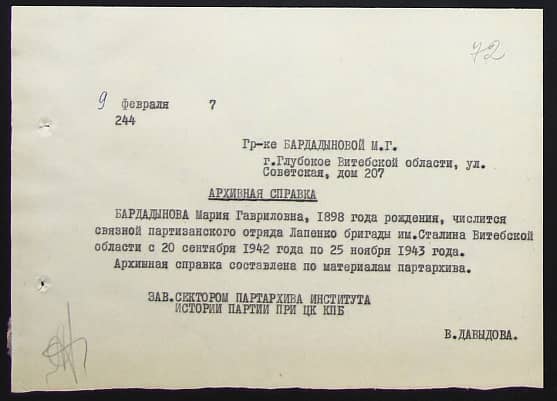 72
9 февраля 7
244
Гр-ке БАРДАДЫНОВОЙ М.Г.
г.Глубокое Витебской области, ул.
Советская, дом 207
АРХИВНАЯ СПРАВКА
БАРДАДЫНОВА Мария Гавриловна, 1898 года рождения, числится
связной партизанского отряда Лапенко бригады им.Сталина Витебской
области с 20 сентября 1942 года по 25 ноября 1943 года.
Архивная справка составлена по материалам партархива.
ЗАВ.СЕКТОРОМ ПАРТАРХИВА ИНСТИТУТА
ИСТОРИИ ПАРТИИ ПРИ ЦК КПБ
В.ДАВЫДОВА.